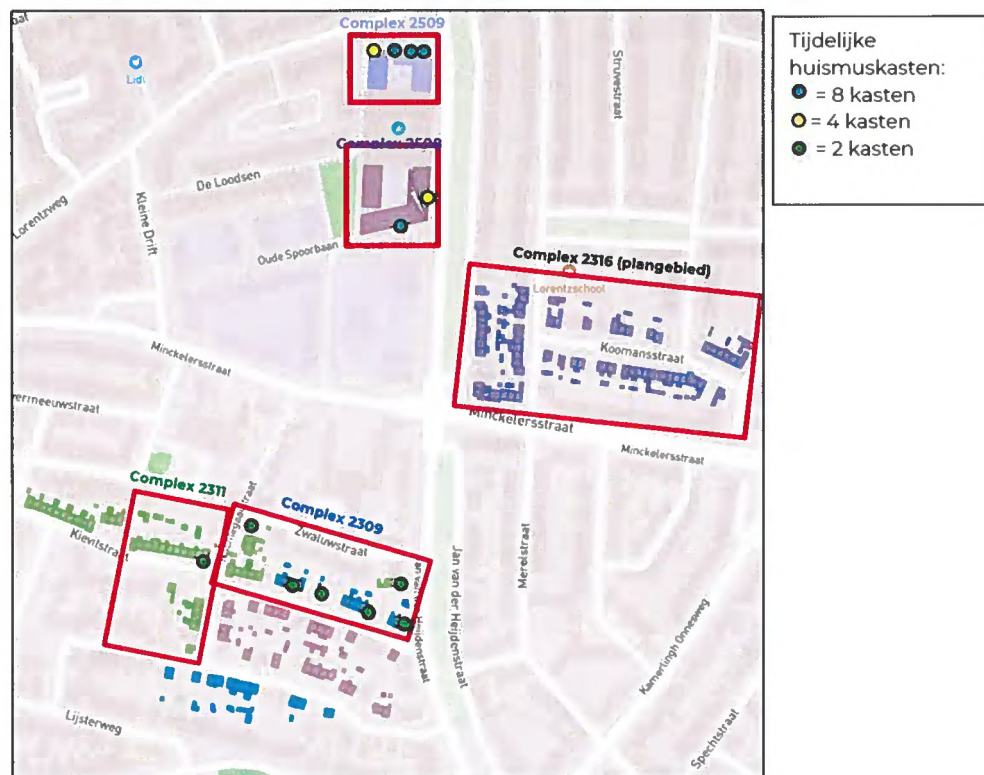 Complex 2509
Tijdelijke
huismuskasten:
= 8 kasten
= 4 kasten
= 2 kasten
Lidl
Struvestraat
Complex 2508
De Loodsen
Lorentzweg
Kleine Drift
Oude Spoorbaan
Complex 2316 (plangebied)
Lorentzschool
Koomansstraat
Minckelersstraat
Minckelersstraat
Minckelersstraat
ermeeuwstraat
Complex 2311
Complex 2309
Zwaluwstraat
Kievitstraat
Jan van der Heijdenstraat
Merelstraat
Heijdenstraat
Kamerlingh Onnesweg
Lijsterweg
Spechtstraat